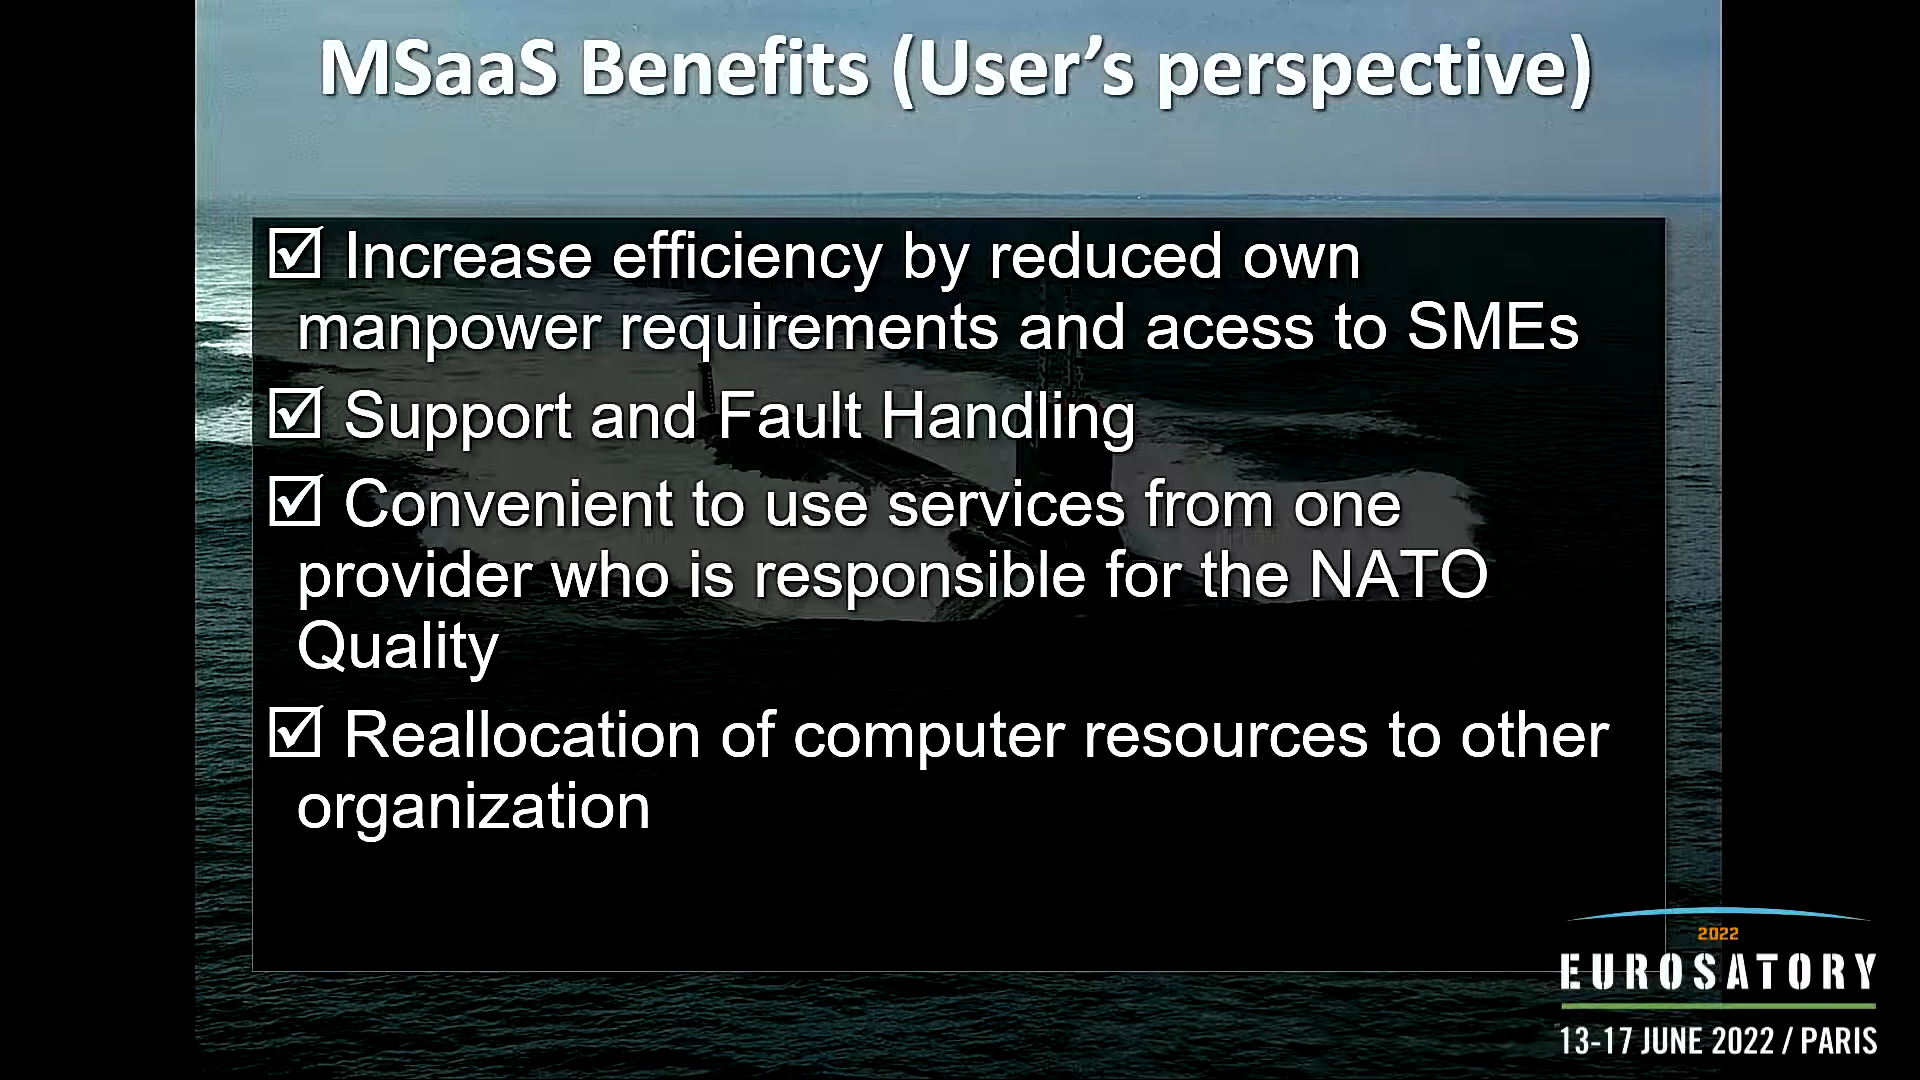 MSaaS Benefits (User’s perspective)
☑ Increase efficiency by reduced own
manpower requirements and acess to SMEs
☑ Support and Fault Handling
☑ Convenient to use services from one
provider who is responsible for the NATO
Quality
☑ Reallocation of computer resources to other
organization
2022
EUROSATORY
13-17 JUNE 2022 / PARIS